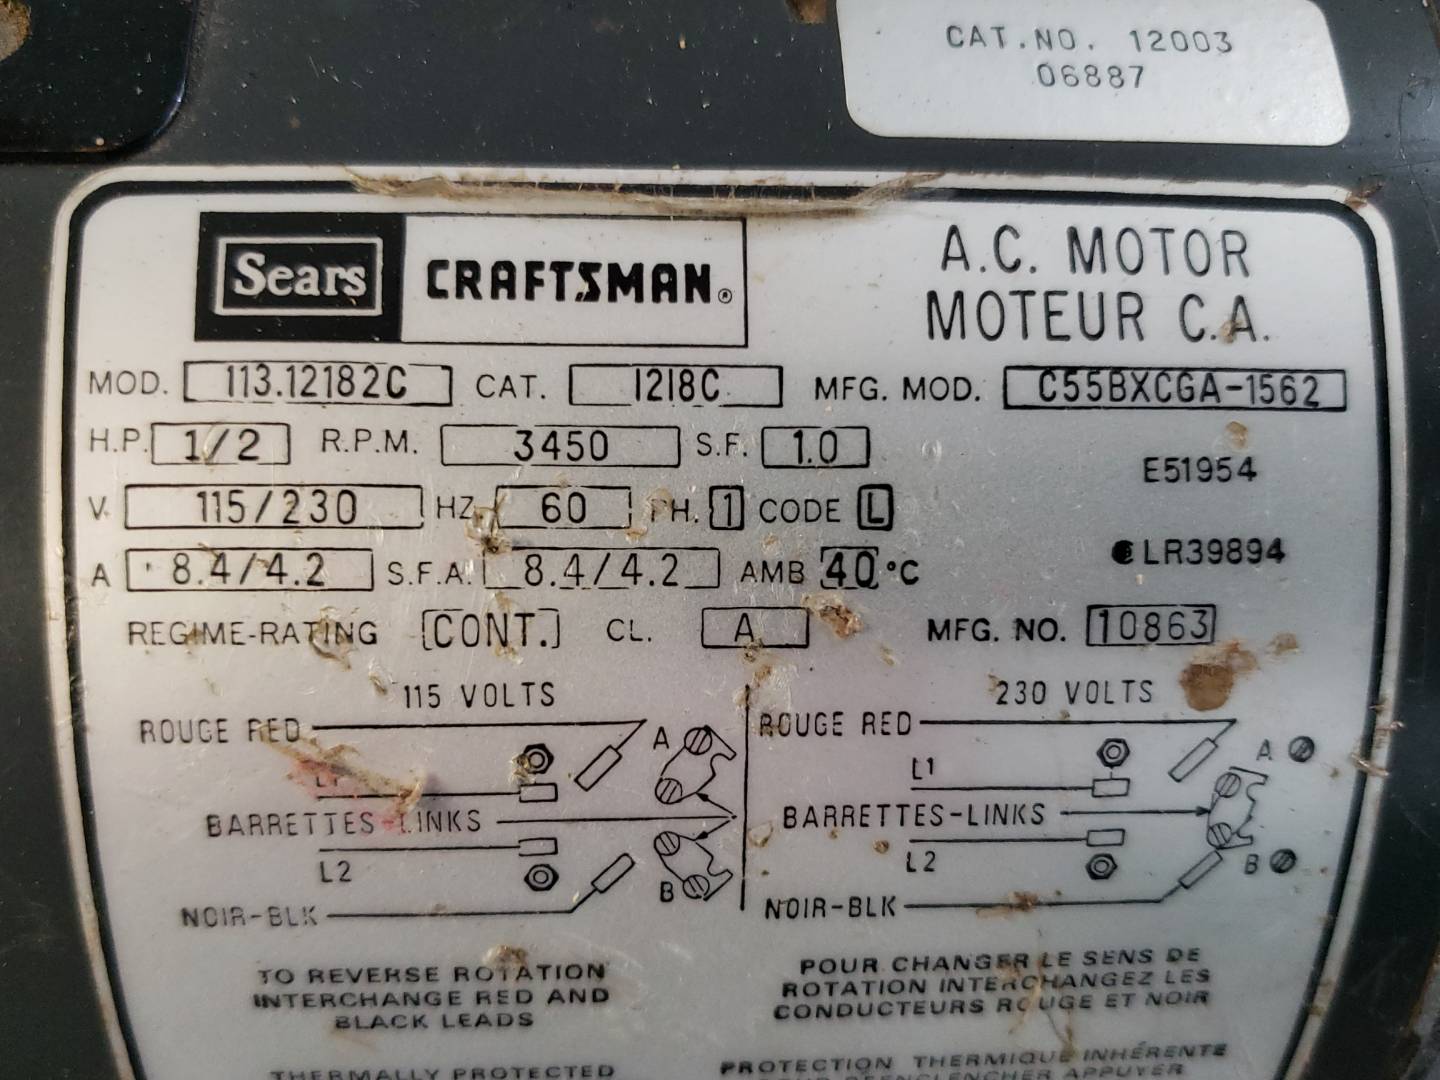 CAT.NO. 12003
06887
Sears CRAFTSMAN®
A.C. MOTOR
MOTEUR C.A.
MOD. 113.12182C CAT. 1218C MFG. MOD. C55BXCGA-1562
H.P. 1/2 R.P.M. 3450 S.F. 1.0
E51954
V. 115/230 HZ. 60 PH. 1 CODE L
A 8.4/4.2 S.F.A. 8.4/4.2 AMB 40 °C
LR39894
REGIME-RATING CONT. CL. A MFG. NO. 10863
115 VOLTS
ROUGE RED
A
L1
BARRETTES-LINKS
L2
B
NOIR-BLK
230 VOLTS
ROUGE RED
A
L1
BARRETTES-LINKS
L2
B
NOIR-BLK
TO REVERSE ROTATION
INTERCHANGE RED AND
BLACK LEADS
POUR CHANGER LE SENS DE
ROTATION INTERCHANGEZ LES
CONDUCTEURS ROUGE ET NOIR
THERMALLY PROTECTED
PROTECTION THERMIQUE INHÉRENTE
POUR RÉENCLENCHER APPUYER